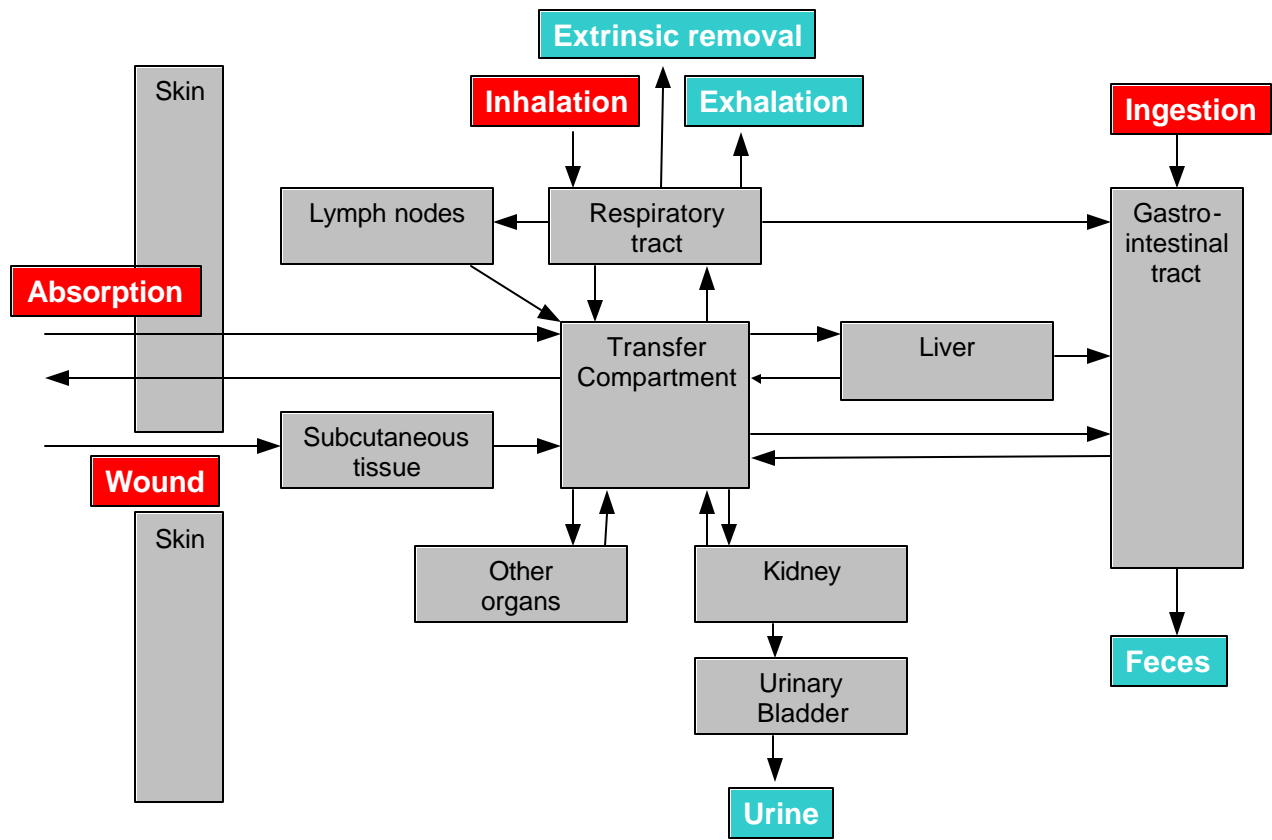 Extrinsic removal
Skin
Inhalation
Exhalation
Ingestion
Lymph nodes
Respiratory
tract
Gastro-
intestinal
tract
Absorption
Transfer
Compartment
Liver
Subcutaneous
tissue
Wound
Skin
Other
organs
Kidney
Feces
Urinary
Bladder
Urine